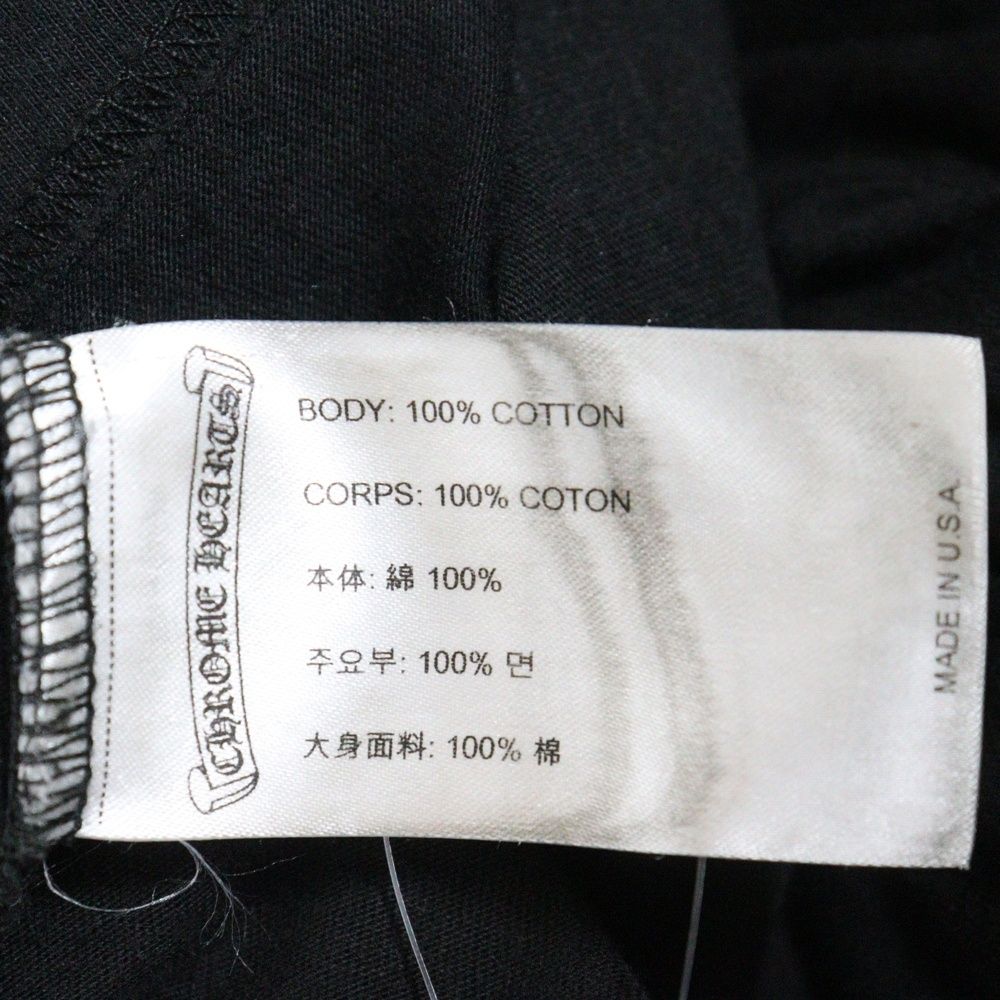 CHROME HEARTS
BODY: 100% COTTON
CORPS: 100% COTON
本体: 綿 100%
주요부: 100% 면
大身面料: 100% 棉
MADE IN U.S.A.